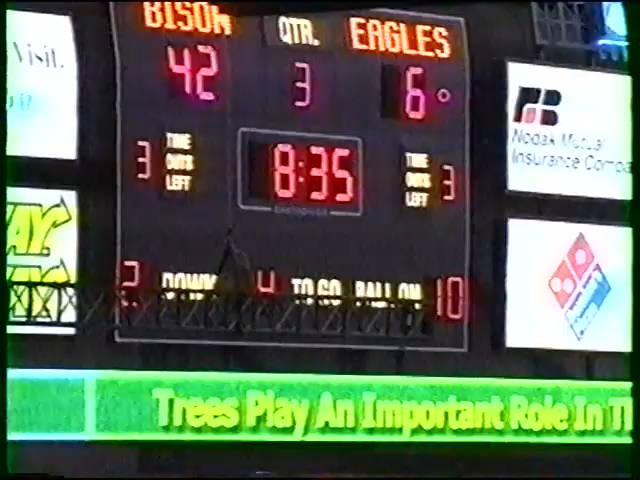 BISON QTR. EAGLES
42 3 6
3 TIME OUTS LEFT 8:35 TIME OUTS LEFT 3
2 DOWN 4 TO GO BALL ON 10
Visit.
Nodak Mutual
Insurance Compa
WAY.
Trees Play An Important Role In T